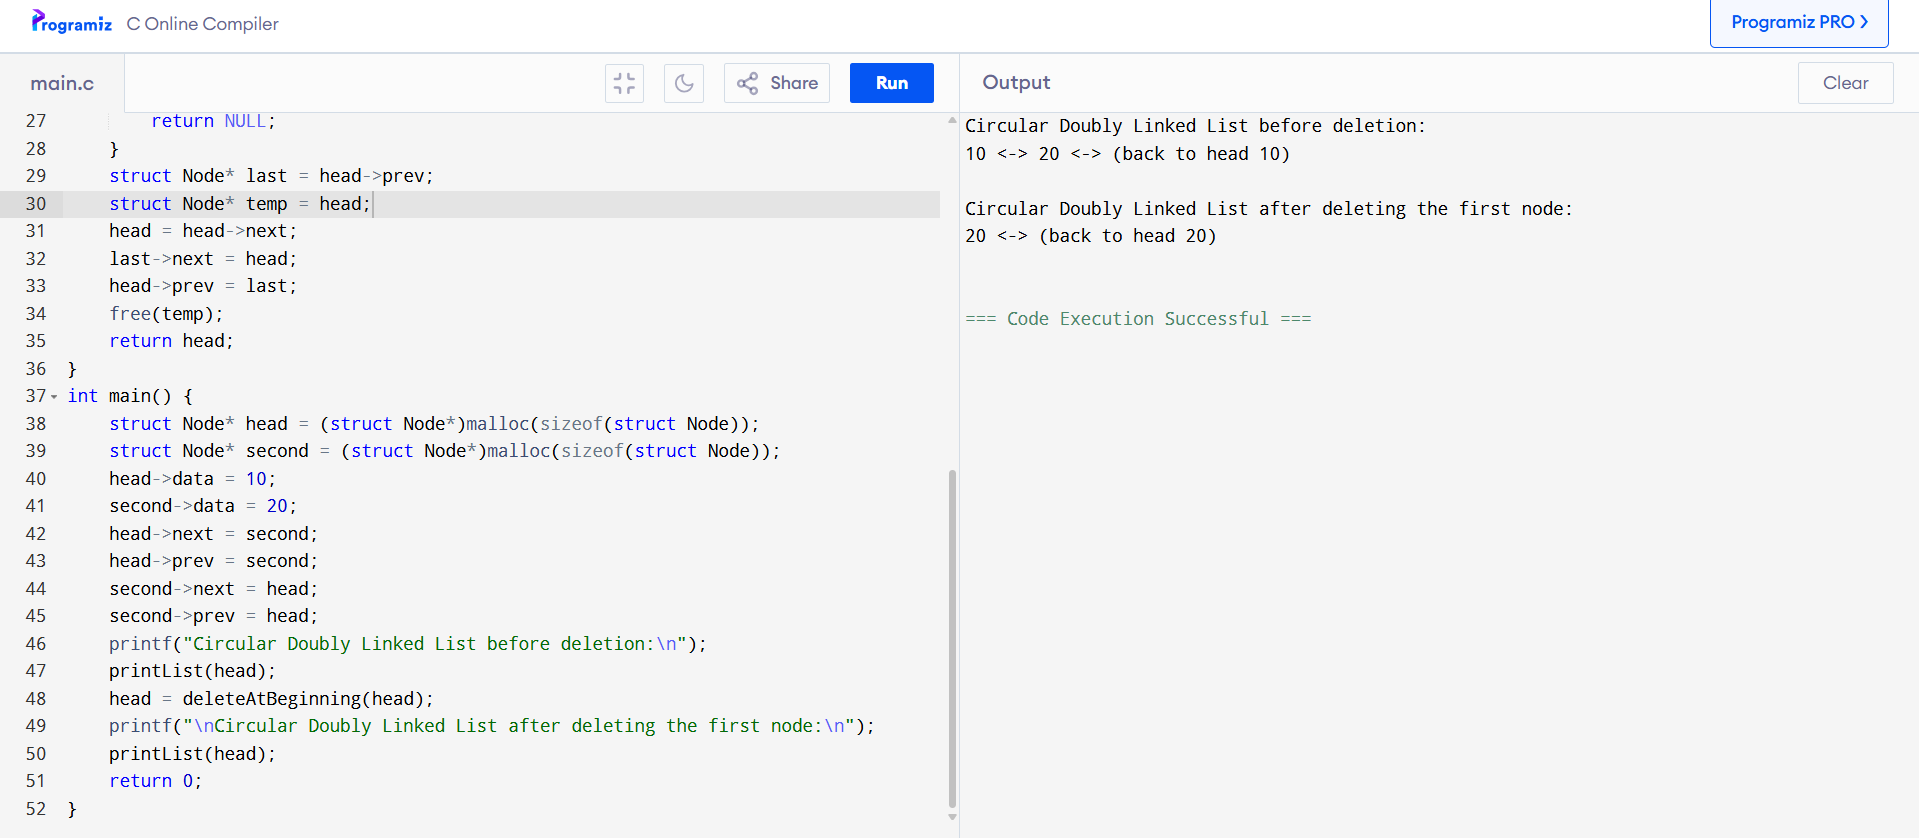 Programiz C Online Compiler
Programiz PRO
main.c
Share
Run
Output
Clear
27 return NULL;
28 }
29 struct Node* last = head->prev;
30 struct Node* temp = head;
31 head = head->next;
32 last->next = head;
33 head->prev = last;
34 free(temp);
35 return head;
36 }
37 int main() {
38 struct Node* head = (struct Node*)malloc(sizeof(struct Node));
39 struct Node* second = (struct Node*)malloc(sizeof(struct Node));
40 head->data = 10;
41 second->data = 20;
42 head->next = second;
43 head->prev = second;
44 second->next = head;
45 second->prev = head;
46 printf("Circular Doubly Linked List before deletion:\n");
47 printList(head);
48 head = deleteAtBeginning(head);
49 printf("\nCircular Doubly Linked List after deleting the first node:\n");
50 printList(head);
51 return 0;
52 }
Circular Doubly Linked List before deletion:
10 <-> 20 <-> (back to head 10)
Circular Doubly Linked List after deleting the first node:
20 <-> (back to head 20)
=== Code Execution Successful ===